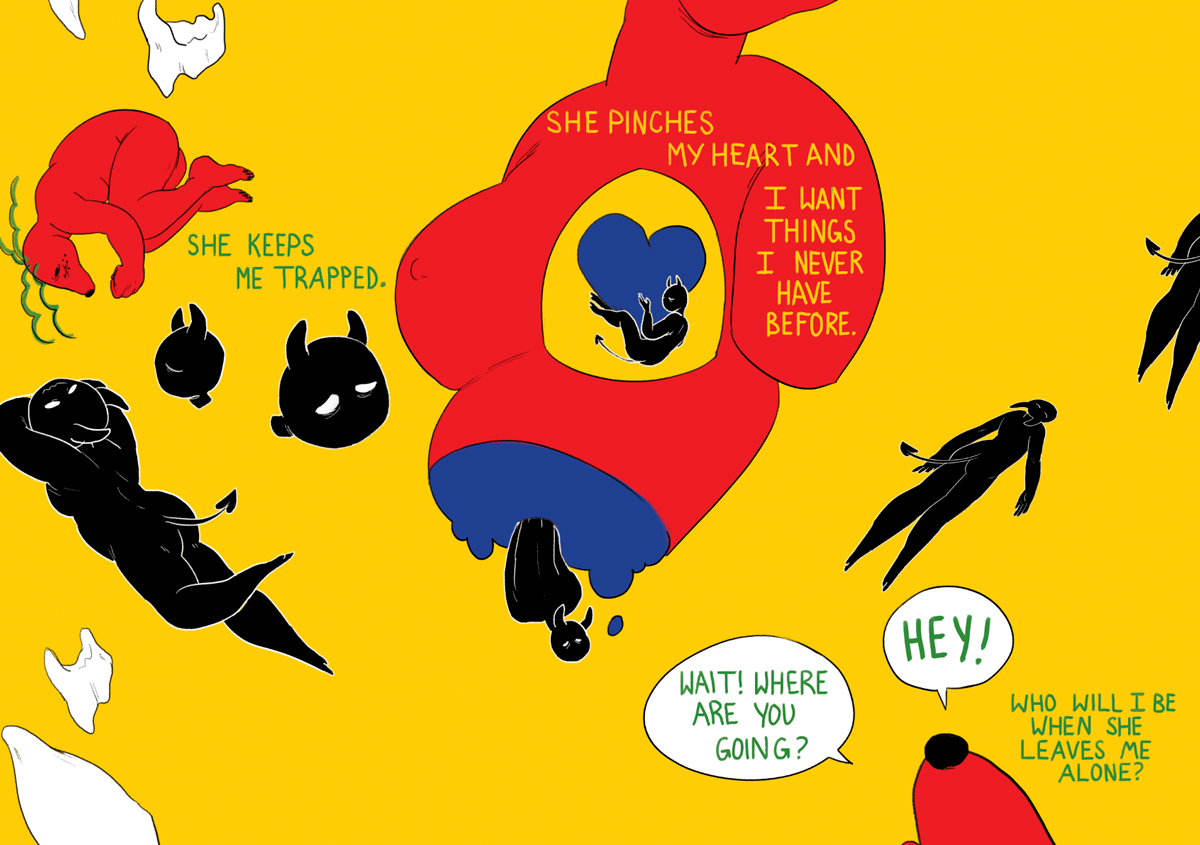 SHE PINCHES
MY HEART AND
I WANT
THINGS
I NEVER
HAVE
BEFORE.
SHE KEEPS
ME TRAPPED.
HEY!
WAIT! WHERE
ARE YOU
GOING?
WHO WILL I BE
WHEN SHE
LEAVES ME
ALONE?